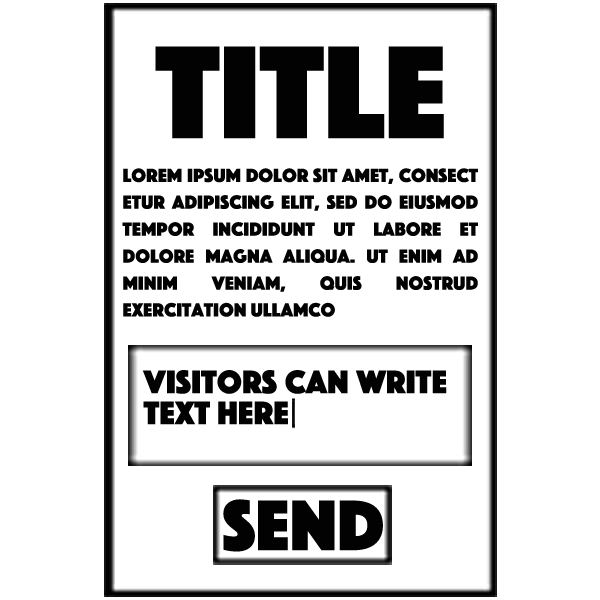 TITLE
LOREM IPSUM DOLOR SIT AMET, CONSECT
ETUR ADIPISCING ELIT, SED DO EIUSMOD
TEMPOR INCIDIDUNT UT LABORE ET
DOLORE MAGNA ALIQUA. UT ENIM AD
MINIM VENIAM, QUIS NOSTRUD
EXERCITATION ULLAMCO
VISITORS CAN WRITE
TEXT HERE
SEND